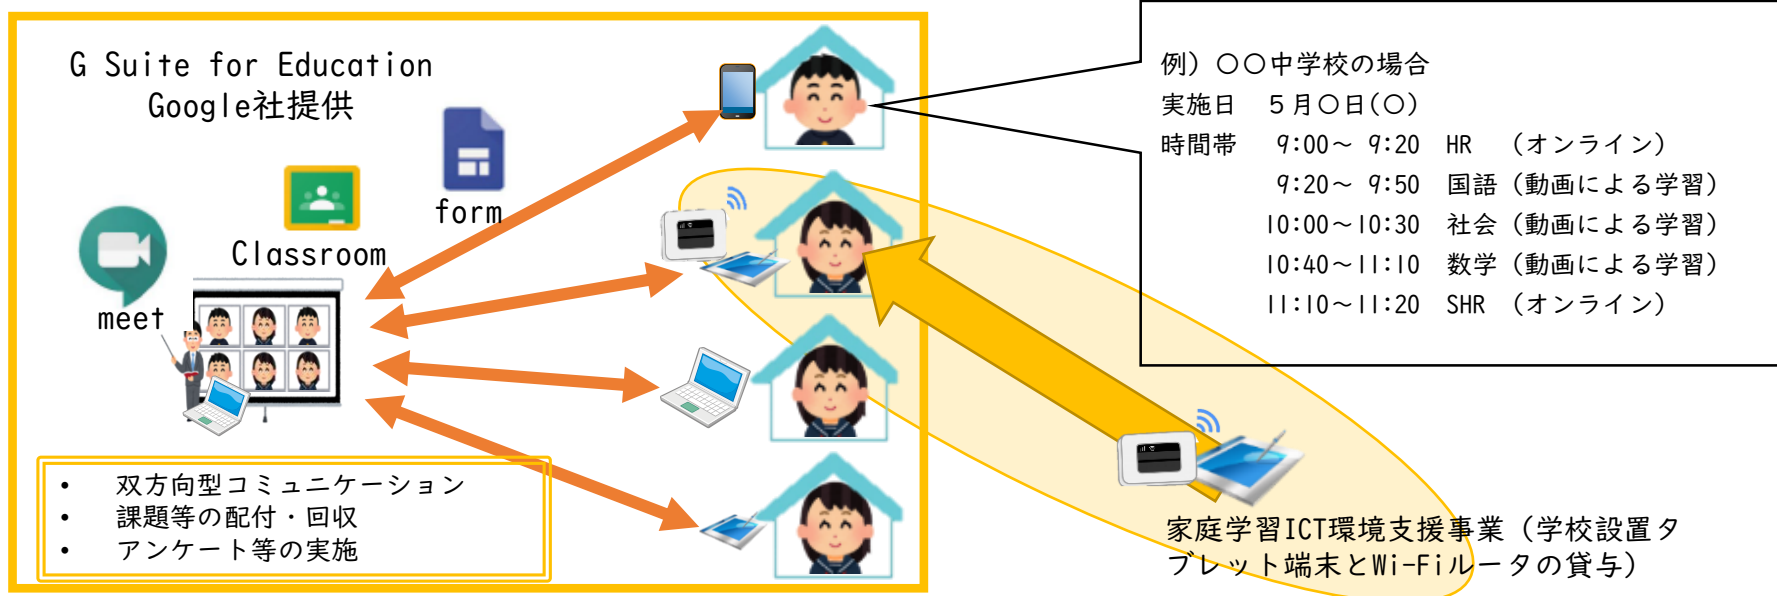 G Suite for Education
Google社提供
form
Classroom
meet
• 双方向型コミュニケーション
• 課題等の配付・回収
• アンケート等の実施
例）〇〇中学校の場合
実施日　５月〇日(〇)
時間帯　9:00～ 9:20　HR　（オンライン）
9:20～ 9:50　国語（動画による学習）
10:00～10:30　社会（動画による学習）
10:40～11:10　数学（動画による学習）
11:10～11:20　SHR　（オンライン）
家庭学習ICT環境支援事業（学校設置タ
ブレット端末とWi-Fiルータの貸与）